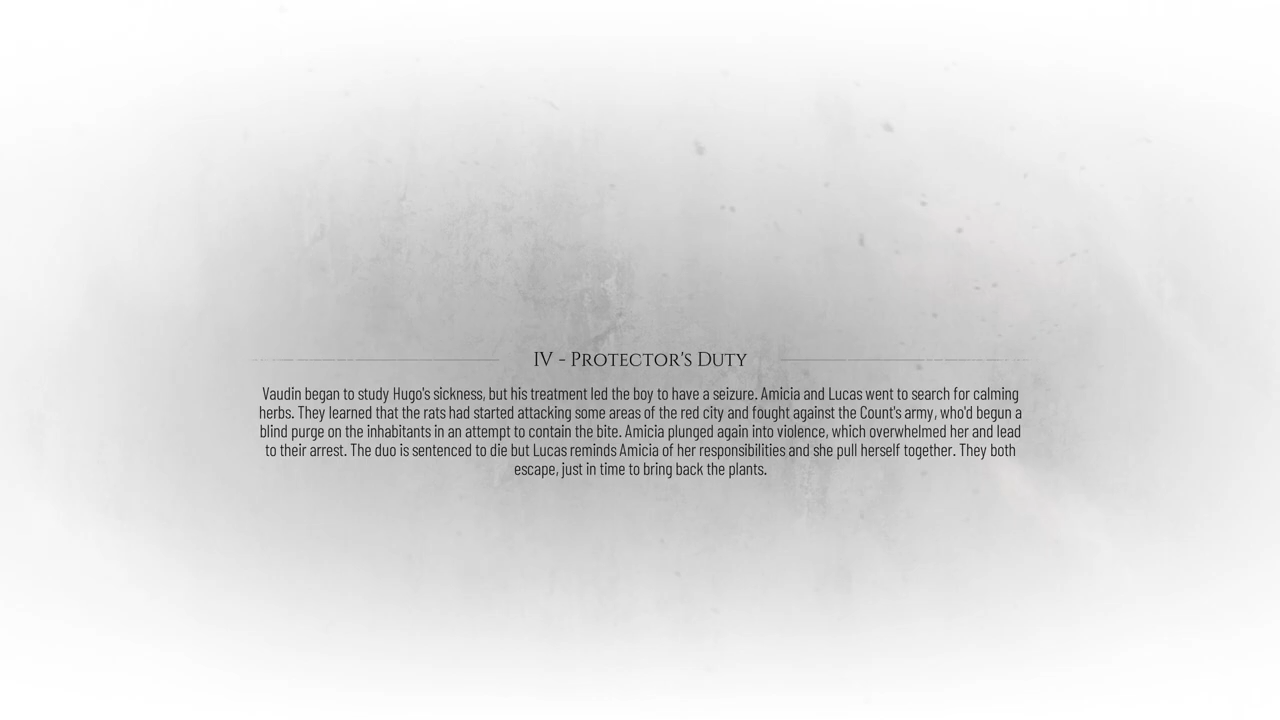 IV - Protector's Duty
Vaudin began to study Hugo's sickness, but his treatment led the boy to have a seizure. Amicia and Lucas went to search for calming
herbs. They learned that the rats had started attacking some areas of the red city and fought against the Count's army, who'd begun a
blind purge on the inhabitants in an attempt to contain the bite. Amicia plunged again into violence, which overwhelmed her and lead
to their arrest. The duo is sentenced to die but Lucas reminds Amicia of her responsibilities and she pull herself together. They both
escape, just in time to bring back the plants.